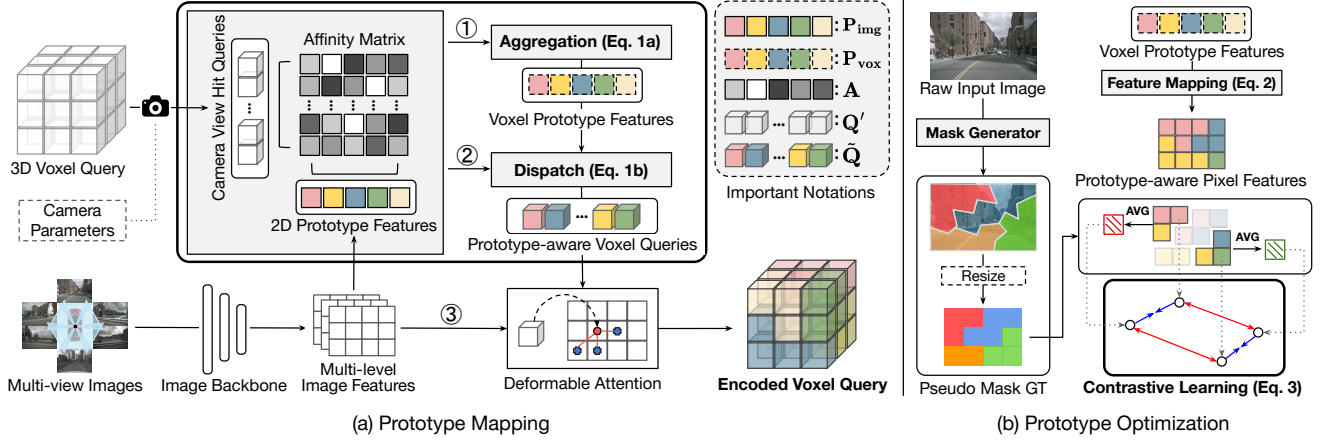 3D Voxel Query
Camera
Parameters
Multi-view Images
Image Backbone
Camera View Hit Queries
Affinity Matrix
2D Prototype Features
Multi-level
Image Features
①
②
③
Aggregation (Eq. 1a)
Voxel Prototype Features
Dispatch (Eq. 1b)
...
Prototype-aware Voxel Queries
Deformable Attention
Encoded Voxel Query
: P_img
: P_vox
: A
... : Q′
... : Q̃
Important Notations
(a) Prototype Mapping
Raw Input Image
Mask Generator
Resize
Pseudo Mask GT
Voxel Prototype Features
Feature Mapping (Eq. 2)
Prototype-aware Pixel Features
AVG
AVG
Contrastive Learning (Eq. 3)
(b) Prototype Optimization